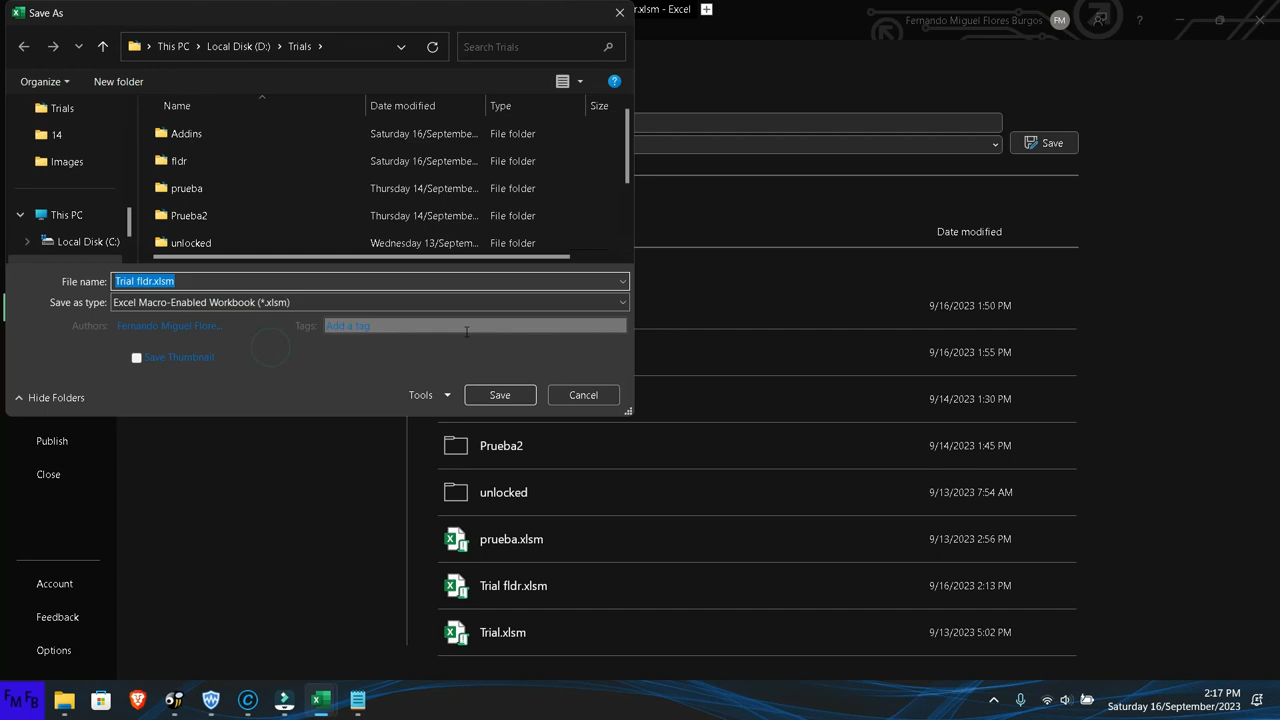 Save As
r.xlsm - Excel
Fernando Miguel Flores Burgos
FM
?
This PC > Local Disk (D:) > Trials >
Search Trials
Organize
New folder
?
Trials
14
Images
This PC
Local Disk (C:)
Name Date modified Type Size
Addins Saturday 16/Septembe... File folder
fldr Saturday 16/Septembe... File folder
prueba Thursday 14/Septembe... File folder
Prueba2 Thursday 14/Septembe... File folder
unlocked Wednesday 13/Septem... File folder
File name: Trial fldr.xlsm
Save as type: Excel Macro-Enabled Workbook (*.xlsm)
Authors: Fernando Miguel Flore...
Tags: Add a tag
Save Thumbnail
Hide Folders
Tools
Save
Cancel
Save
Date modified
9/16/2023 1:50 PM
9/16/2023 1:55 PM
9/14/2023 1:30 PM
Prueba2 9/14/2023 1:45 PM
unlocked 9/13/2023 7:54 AM
prueba.xlsm 9/13/2023 2:56 PM
Trial fldr.xlsm 9/16/2023 2:13 PM
Trial.xlsm 9/13/2023 5:02 PM
Publish
Close
Account
Feedback
Options
FM FB
2:17 PM
Saturday 16/September/2023